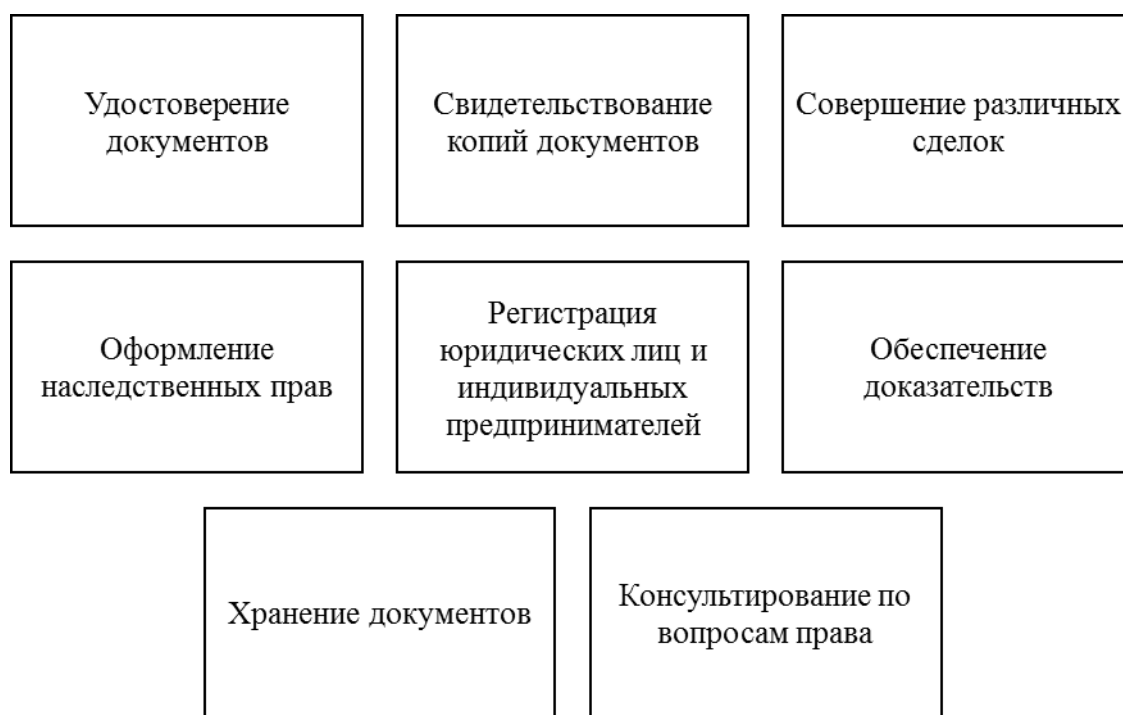 Удостоверение
документов
Свидетельствование
копий документов
Совершение различных
сделок
Оформление
наследственных прав
Регистрация
юридических лиц и
индивидуальных
предпринимателей
Обеспечение
доказательств
Хранение документов
Консультирование по
вопросам права